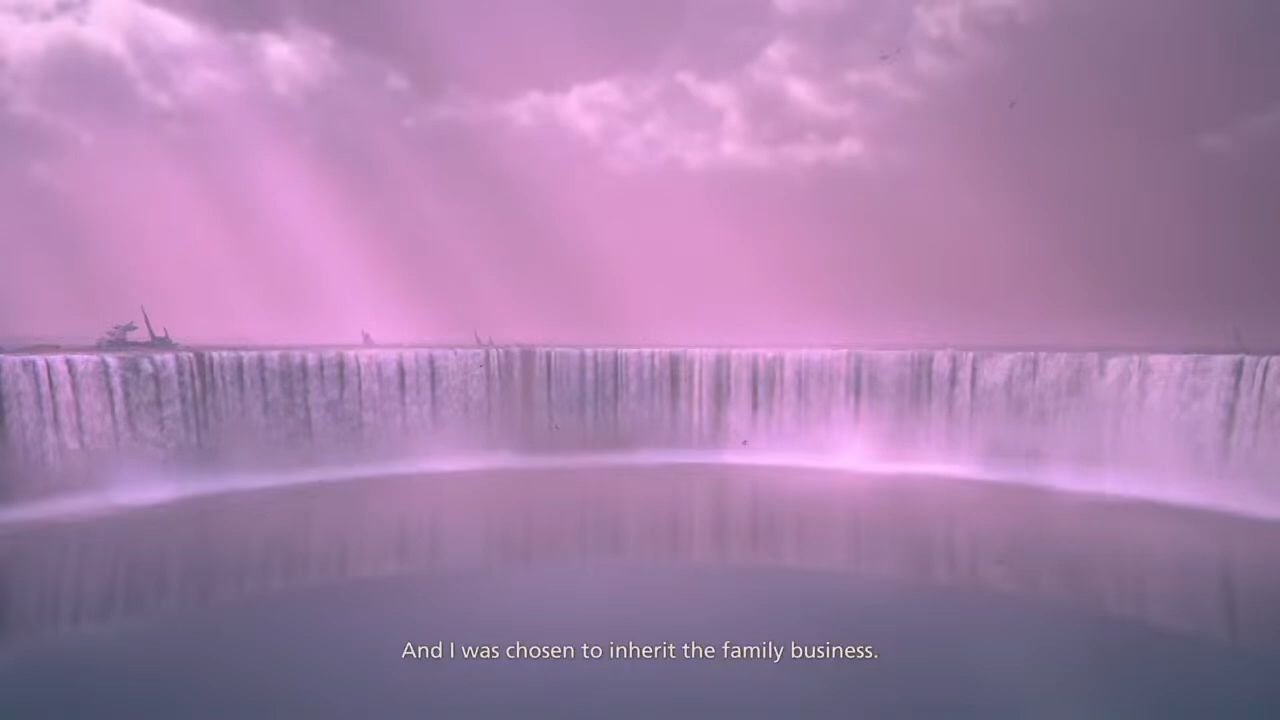 And I was chosen to inherit the family business.